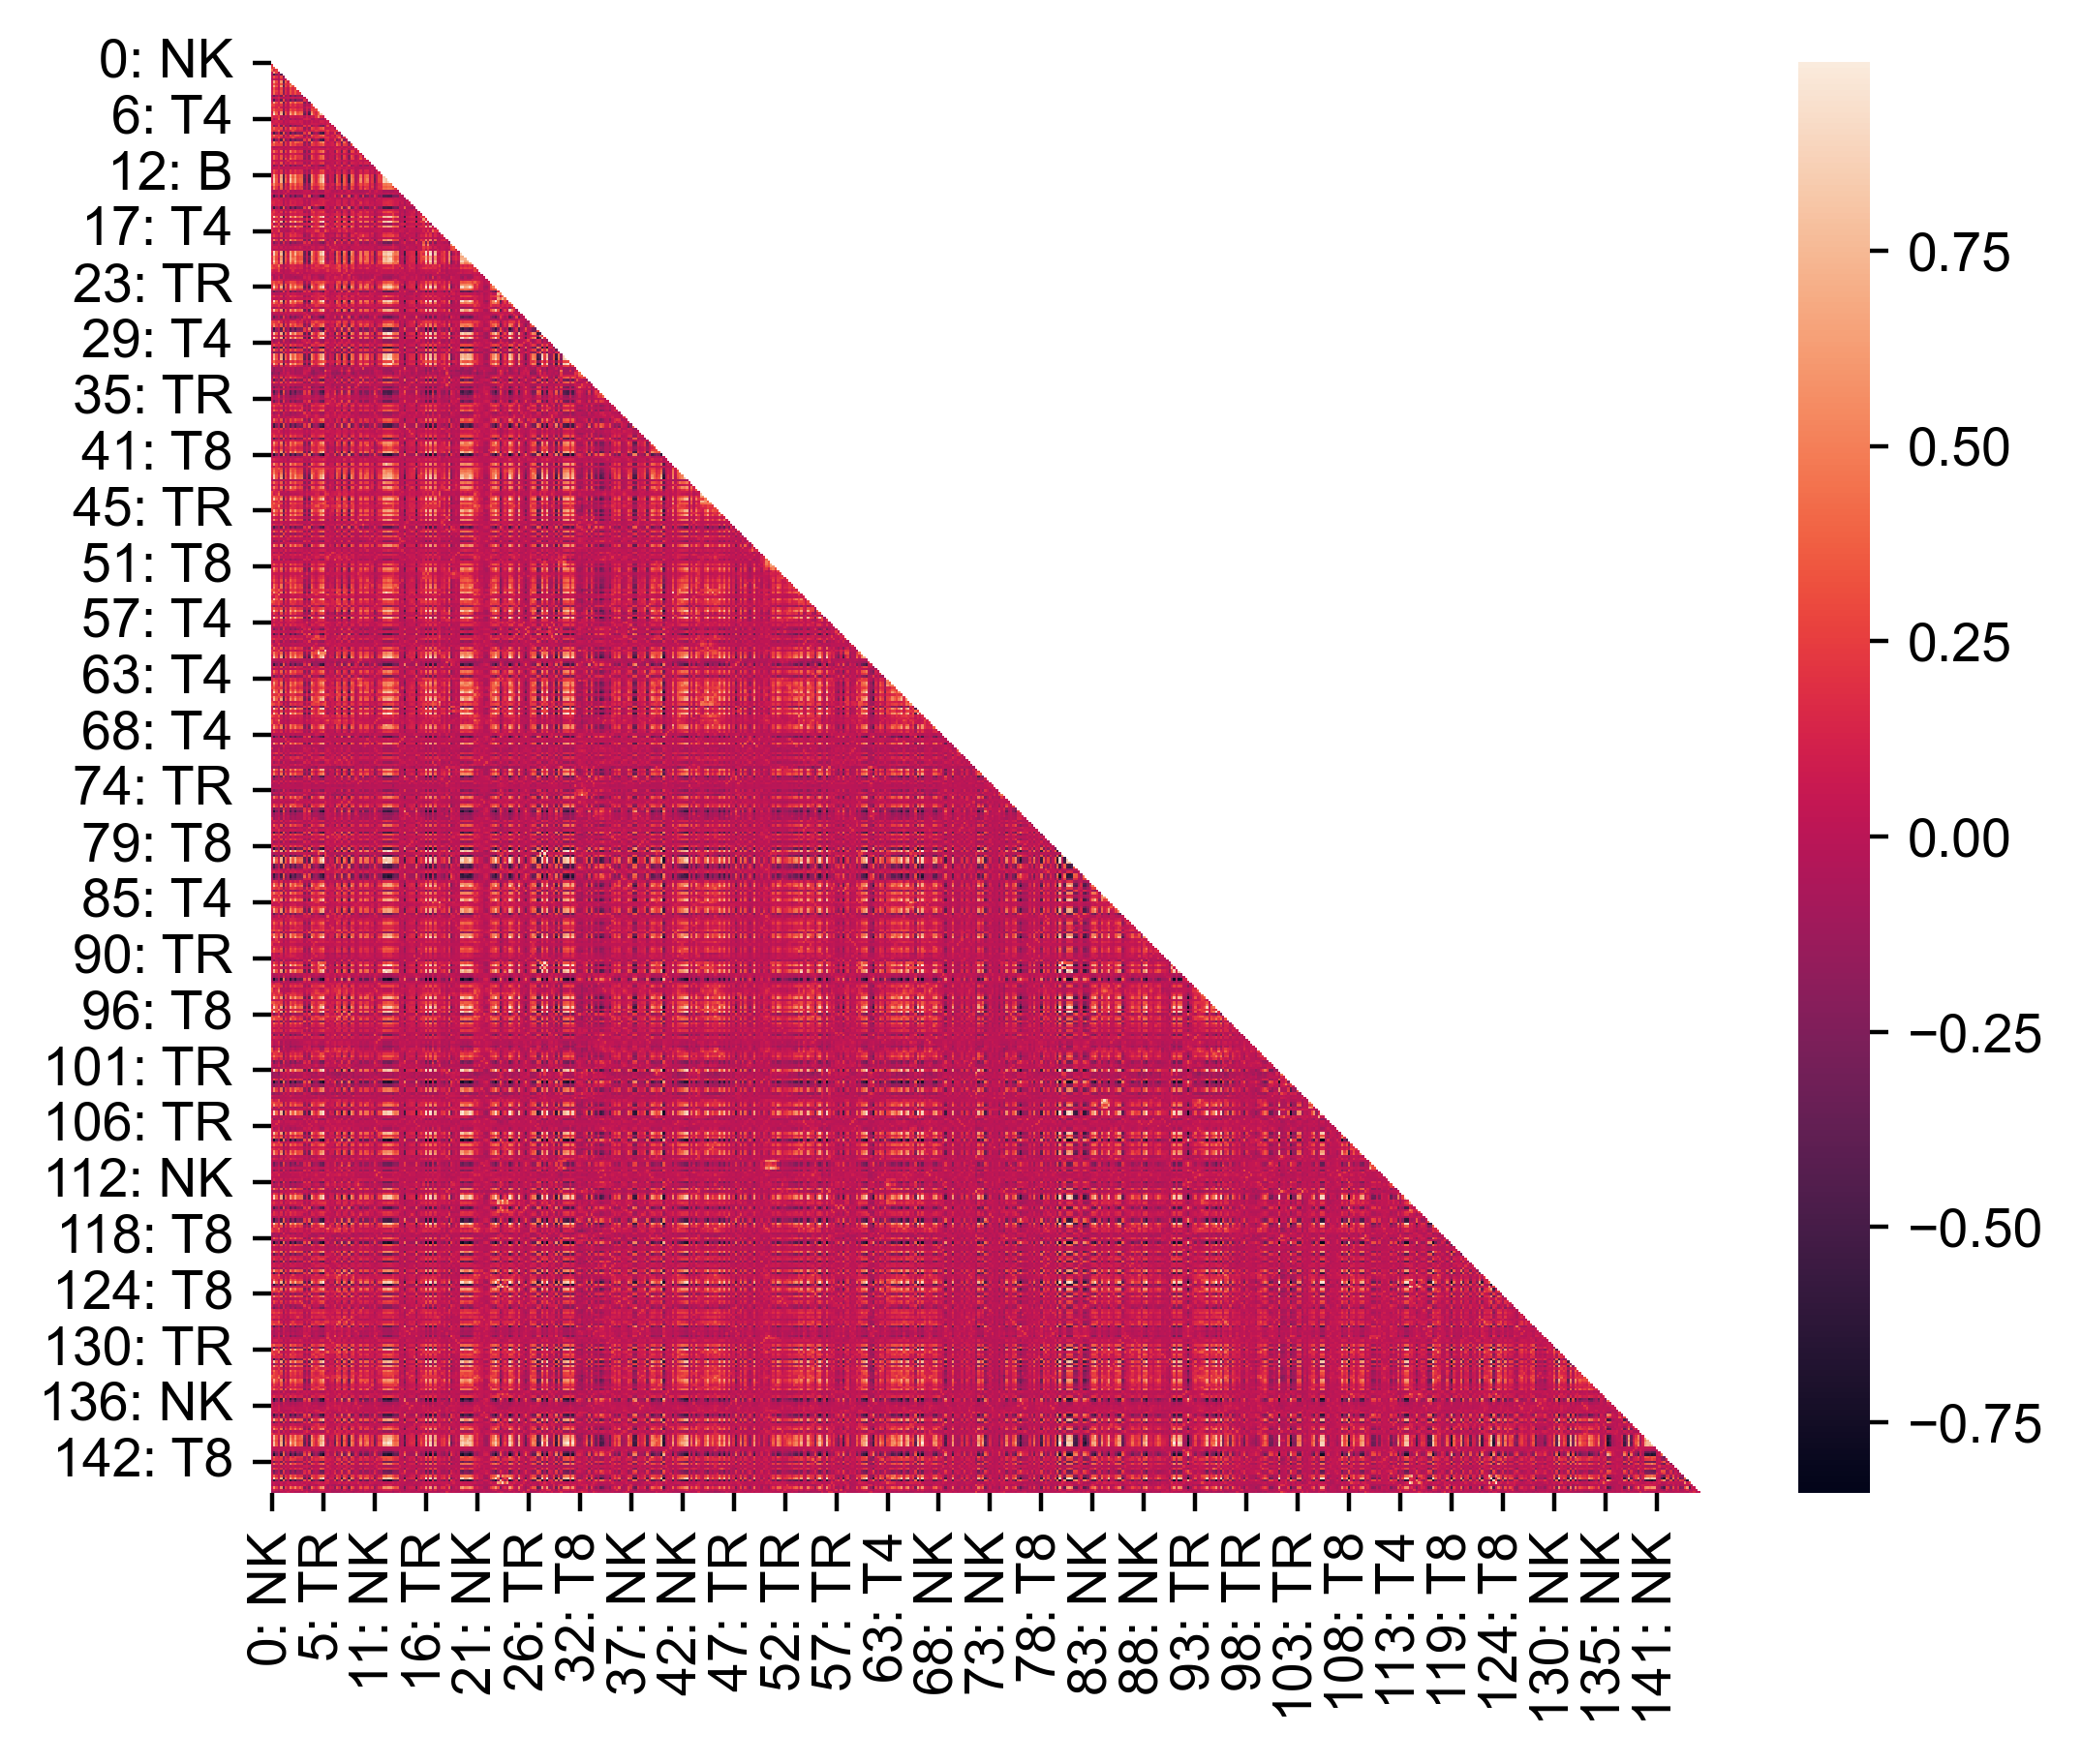 0: NK
6: T4
12: B
17: T4
23: TR
29: T4
35: TR
41: T8
45: TR
51: T8
57: T4
63: T4
68: T4
74: TR
79: T8
85: T4
90: TR
96: T8
101: TR
106: TR
112: NK
118: T8
124: T8
130: TR
136: NK
142: T8
0: NK
5: TR
11: NK
16: TR
21: NK
26: TR
32: T8
37: NK
42: NK
47: TR
52: TR
57: TR
63: T4
68: NK
73: NK
78: T8
83: NK
88: NK
93: TR
98: TR
103: TR
108: T8
113: T4
119: T8
124: T8
130: NK
135: NK
141: NK
0.75
0.50
0.25
0.00
−0.25
−0.50
−0.75